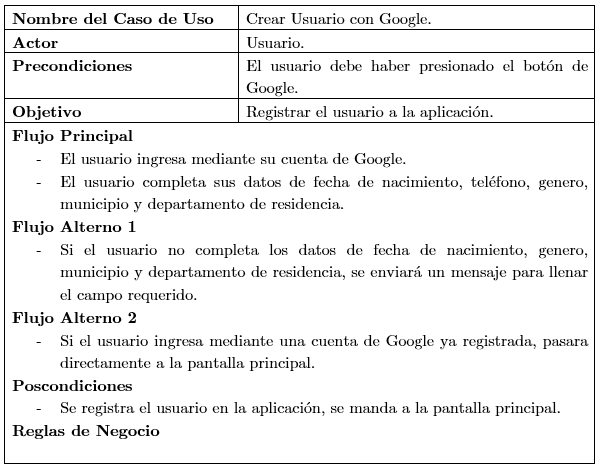 Nombre del Caso de Uso Crear Usuario con Google.
Actor Usuario.
Precondiciones El usuario debe haber presionado el botón de
Google.
Objetivo Registrar el usuario a la aplicación.
Flujo Principal
- El usuario ingresa mediante su cuenta de Google.
- El usuario completa sus datos de fecha de nacimiento, teléfono, genero,
municipio y departamento de residencia.
Flujo Alterno 1
- Si el usuario no completa los datos de fecha de nacimiento, genero,
municipio y departamento de residencia, se enviará un mensaje para llenar
el campo requerido.
Flujo Alterno 2
- Si el usuario ingresa mediante una cuenta de Google ya registrada, pasara
directamente a la pantalla principal.
Poscondiciones
- Se registra el usuario en la aplicación, se manda a la pantalla principal.
Reglas de Negocio